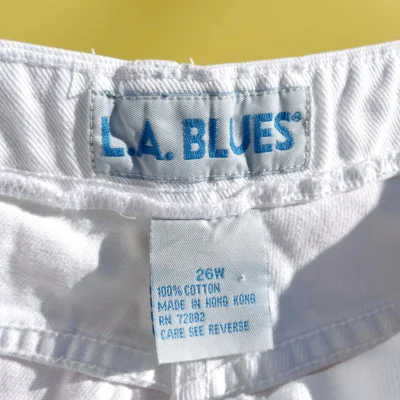 L.A. BLUES®
26W
100% COTTON
MADE IN HONG KONG
RN 72882
CARE SEE REVERSE